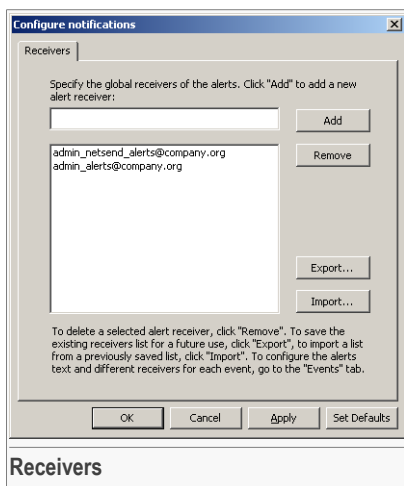 Configure notifications
Receivers
Specify the global receivers of the alerts. Click "Add" to add a new
alert receiver:
Add
admin_netsend_alerts@company.org
admin_alerts@company.org
Remove
Export...
Import...
To delete a selected alert receiver, click "Remove". To save the
existing receivers list for a future use, click "Export", to import a list
from a previously saved list, click "Import". To configure the alerts
text and different receivers for each event, go to the "Events" tab.
OK
Cancel
Apply
Set Defaults
Receivers